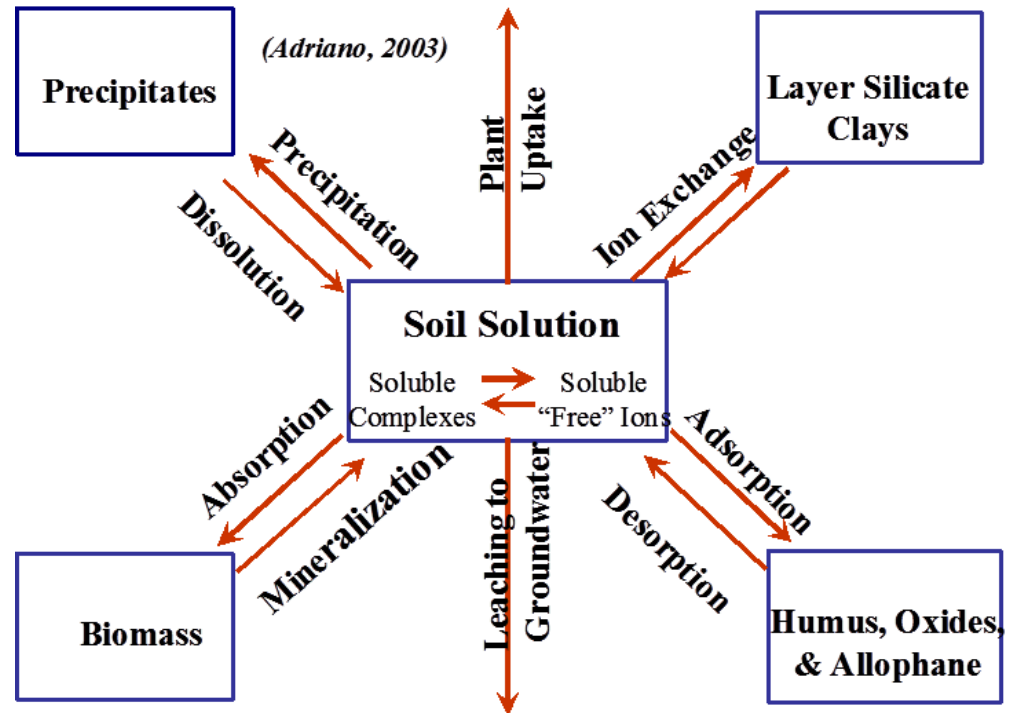 (Adriano, 2003)
Precipitates
Layer Silicate
Clays
Plant
Uptake
Precipitation
Dissolution
Ion Exchange
Soil Solution
Soluble
Complexes
Soluble
“Free” Ions
Absorption
Mineralization
Leaching to
Groundwater
Adsorption
Desorption
Biomass
Humus, Oxides,
& Allophane